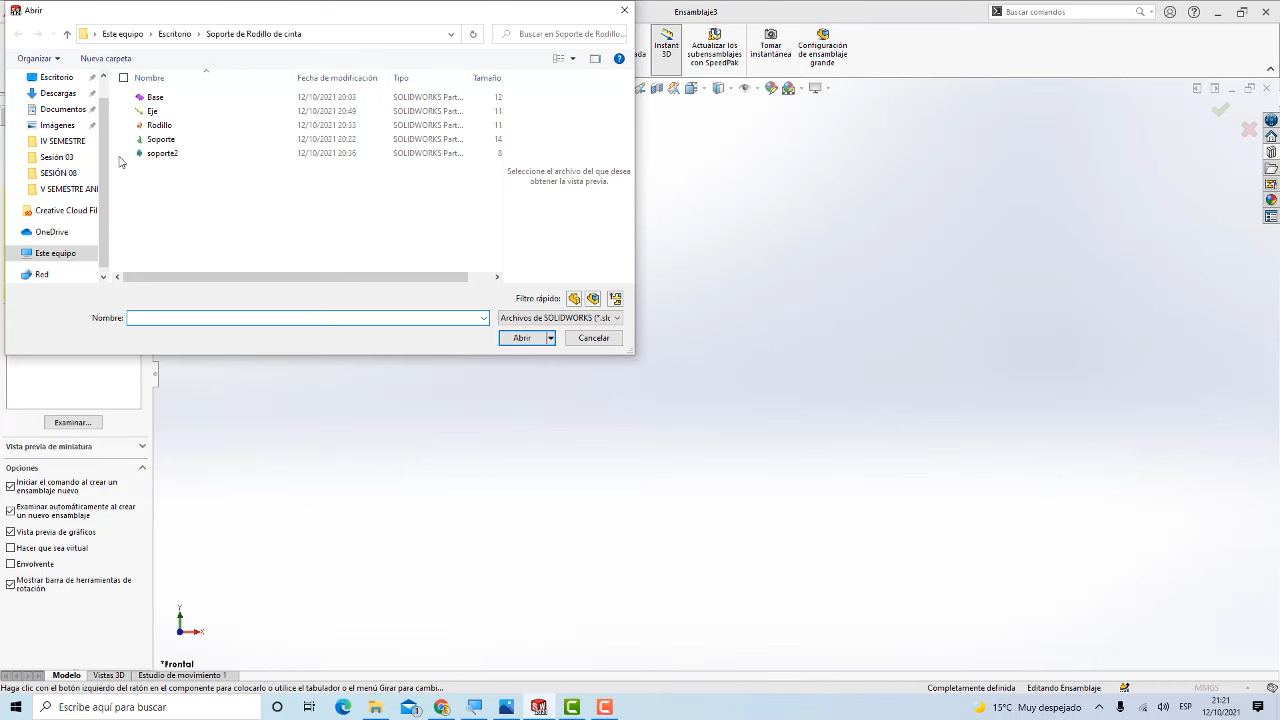 Abrir
Ensamblaje3
Buscar comandos
Este equipo
Escritorio
Soporte de Rodillo de cinta
Buscar en Soporte de Rodillo...
Instant
3D
Actualizar los
subensamblajes
con SpeedPak
Tomar
instantánea
Configuración
de ensamblaje
grande
Organizar
Nueva carpeta
Escritorio
Descargas
Documentos
Imágenes
IV SEMESTRE
Sesión 03
SESIÓN 08
V SEMESTRE ANI
Creative Cloud Fil
OneDrive
Este equipo
Red
Nombre
Fecha de modificación
Tipo
Tamaño
Base 12/10/2021 20:03 SOLIDWORKS Part... 12
Eje 12/10/2021 20:49 SOLIDWORKS Part... 11
Rodillo 12/10/2021 20:33 SOLIDWORKS Part... 11
Soporte 12/10/2021 20:22 SOLIDWORKS Part... 14
soporte2 12/10/2021 20:36 SOLIDWORKS Part... 8
Seleccione el archivo del que desea
obtener la vista previa.
Filtro rápido:
Nombre:
Archivos de SOLIDWORKS (*.slc
Abrir
Cancelar
Examinar...
Vista previa de miniatura
Opciones
Iniciar el comando al crear un
ensamblaje nuevo
Examinar automáticamente al crear
un nuevo ensamblaje
Vista previa de gráficos
Hacer que sea virtual
Envolvente
Mostrar barra de herramientas de
rotación
Y
X
*Frontal
Modelo
Vistas 3D
Estudio de movimiento 1
Haga clic con el botón izquierdo del ratón en el componente para colocarlo o utilice el tabulador o el menú Girar para cambi...
Completamente definida
Editando Ensamblaje
MMGS
Escribe aquí para buscar
15°C Muy despejado
ESP
21:21
12/10/2021